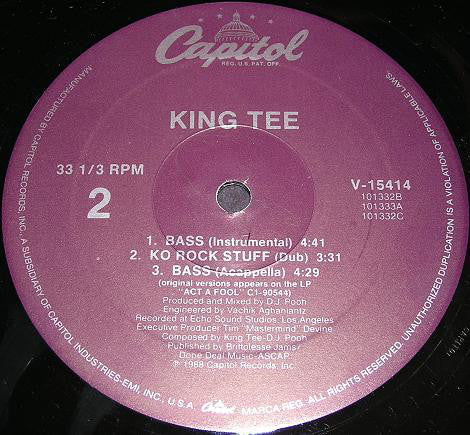 Capitol
REG. U.S. PAT. OFF.
KING TEE
33 1/3 RPM
2
V-15414
101332B
101333A
101332C
1. BASS (Instrumental) 4:41
2. KO ROCK STUFF (Dub) 3:31
3. BASS (Acappella) 4:29
(original versions appears on the LP
"ACT A FOOL" C1-90544)
Produced and Mixed by D.J. Pooh
Engineered by Vachik Aghaniantz
Recorded at Echo Sound Studios, Los Angeles
Executive Producer Tim "Mastermind" Devine
Composed by King Tee-D.J. Pooh
Published by Brittolesse Jams/
Dope Deal Music-ASCAP
℗ 1988 Capitol Records, Inc
MANUFACTURED BY CAPITOL RECORDS, INC., A SUBSIDIARY OF CAPITOL INDUSTRIES-EMI, INC., U.S.A. Capitol MARCA REG. ALL RIGHTS RESERVED. UNAUTHORIZED DUPLICATION IS A VIOLATION OF APPLICABLE LAWS